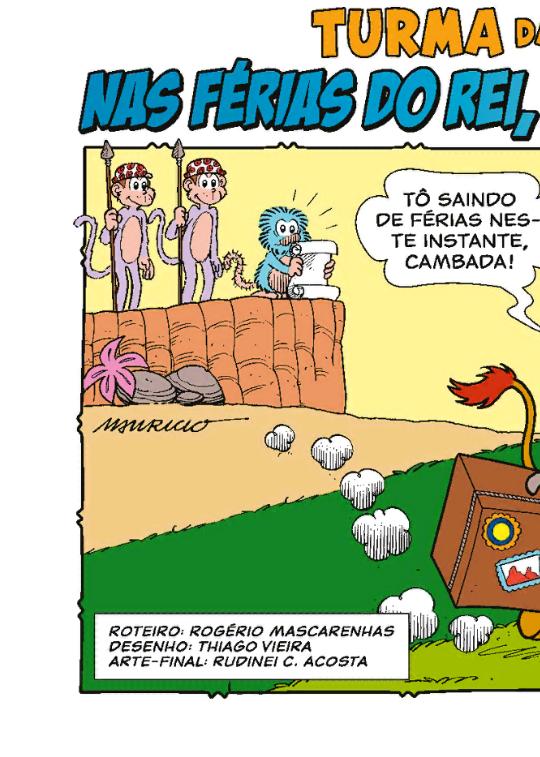 TURMA DA
NAS FÉRIAS DO REI,
TÔ SAINDO
DE FÉRIAS NES-
TE INSTANTE,
CAMBADA!
MAURICIO
ROTEIRO: ROGÉRIO MASCARENHAS
DESENHO: THIAGO VIEIRA
ARTE-FINAL: RUDINEI C. ACOSTA